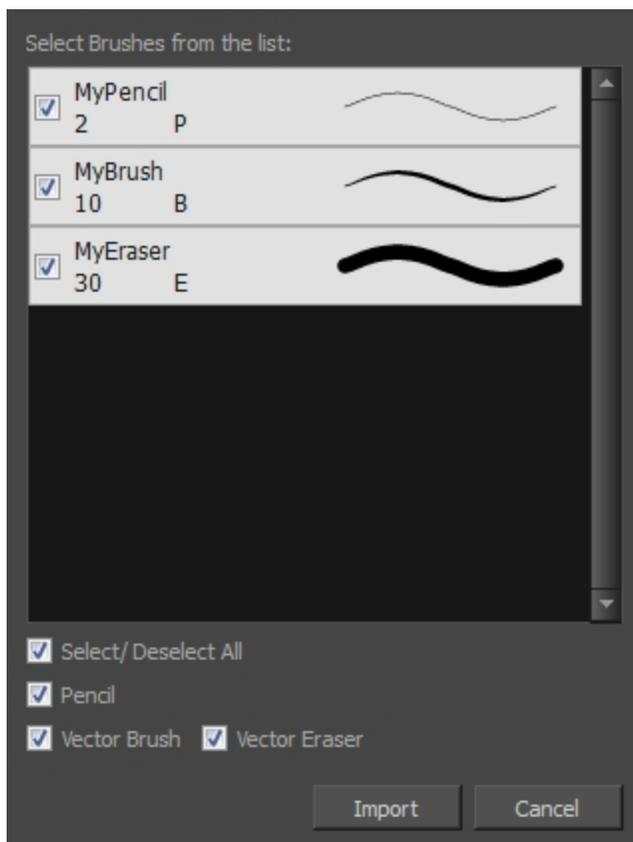 Select Brushes from the list:
MyPencil
2 P
MyBrush
10 B
MyEraser
30 E
Select/ Deselect All
Pencil
Vector Brush Vector Eraser
Import Cancel